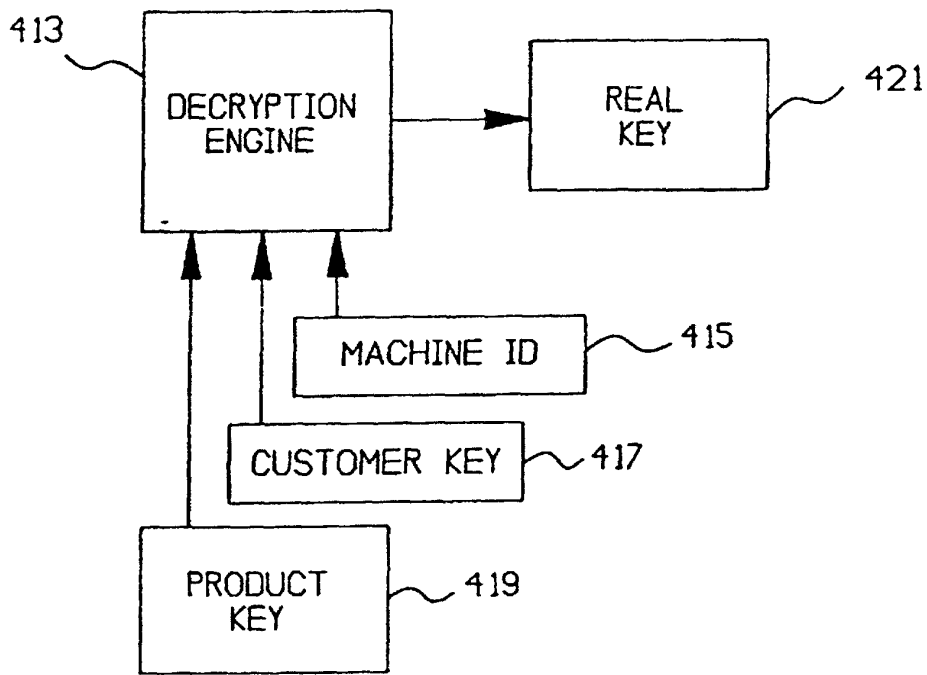 413
DECRYPTION
ENGINE
REAL
KEY
421
MACHINE ID
415
CUSTOMER KEY
417
PRODUCT
KEY
419